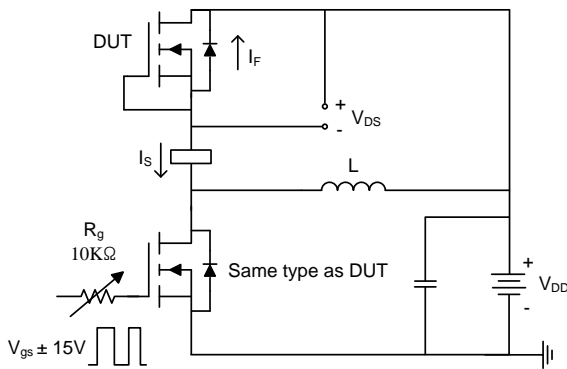 DUT
I_F
+
V_DS
-
I_S
L
R_g
10KΩ
Same type as DUT
+
V_DD
-
V_gs ± 15V